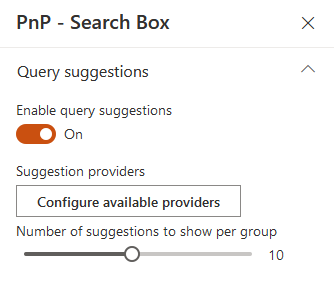 PnP - Search Box
Query suggestions
Enable query suggestions
On
Suggestion providers
Configure available providers
Number of suggestions to show per group
10